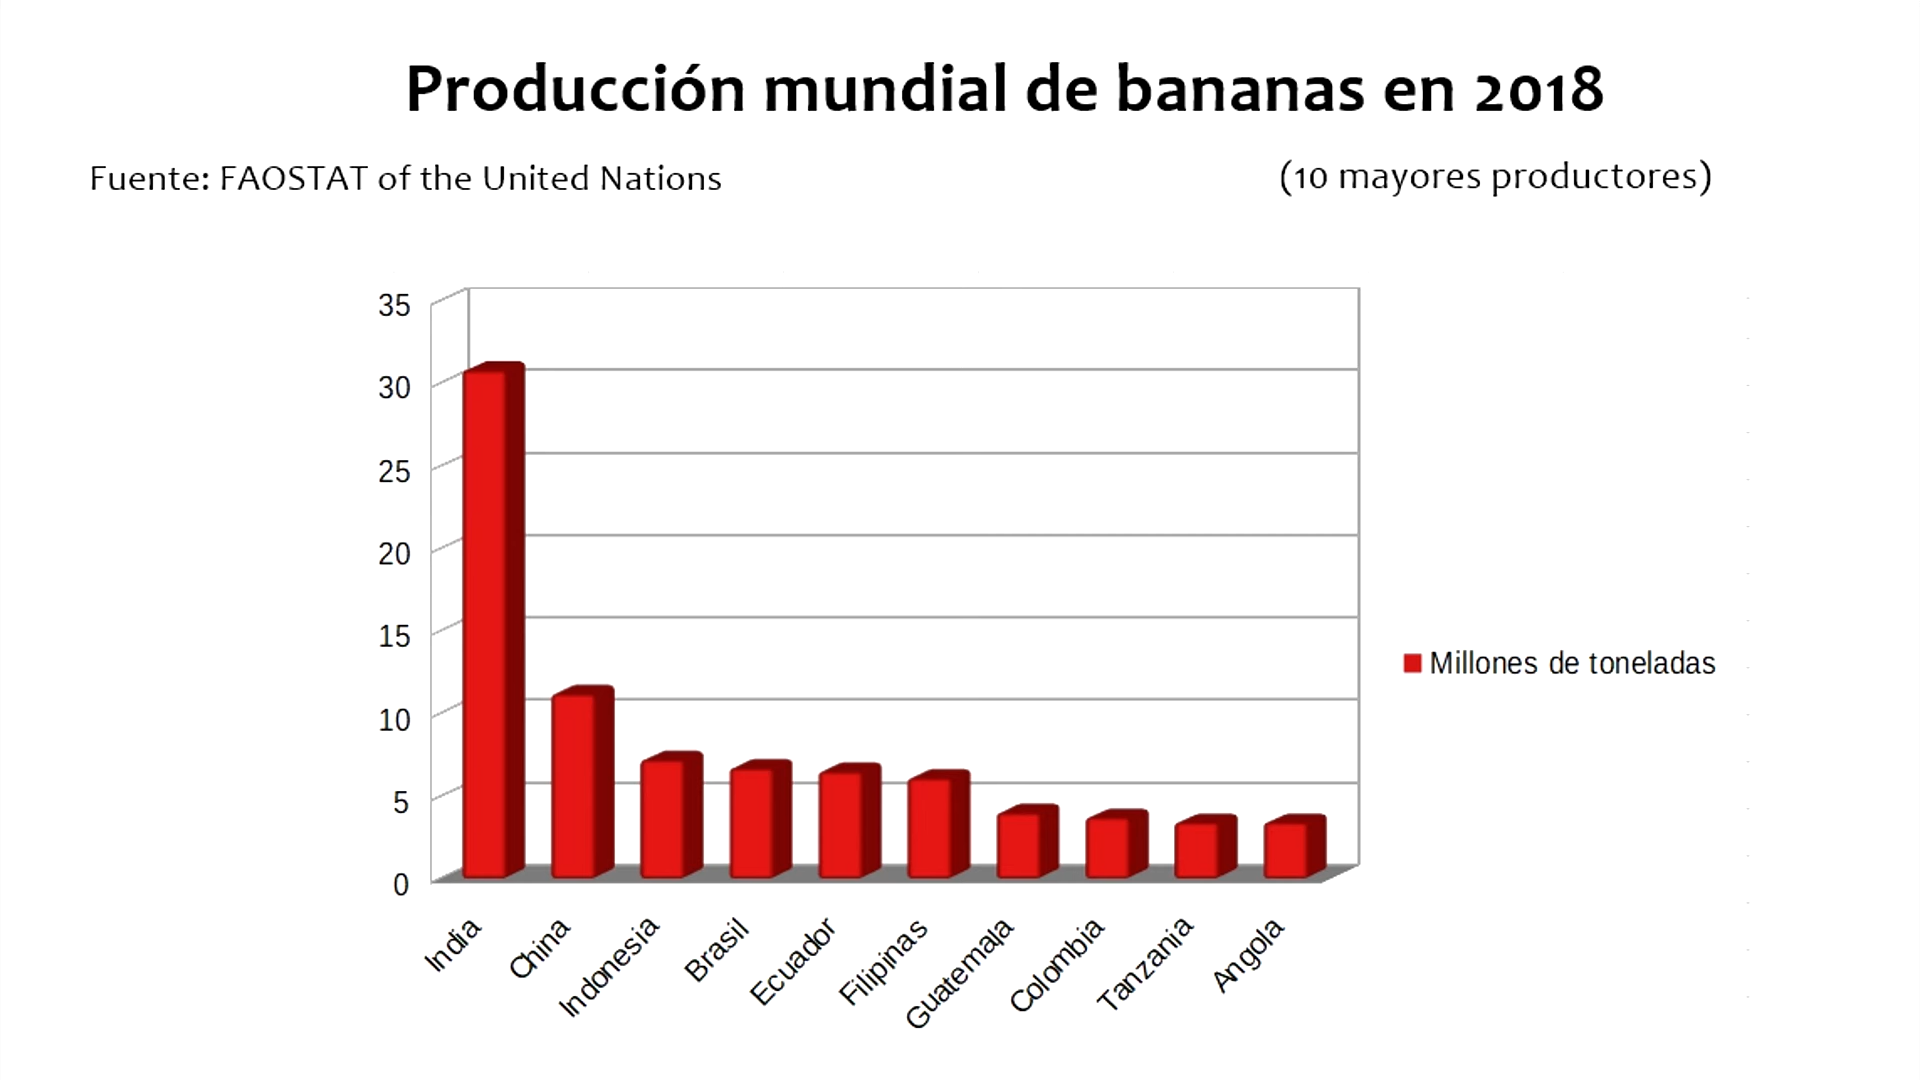 Producción mundial de bananas en 2018
Fuente: FAOSTAT of the United Nations
(10 mayores productores)
35
30
25
20
15
10
5
0
Millones de toneladas
India
China
Indonesia
Brasil
Ecuador
Filipinas
Guatemala
Colombia
Tanzania
Angola